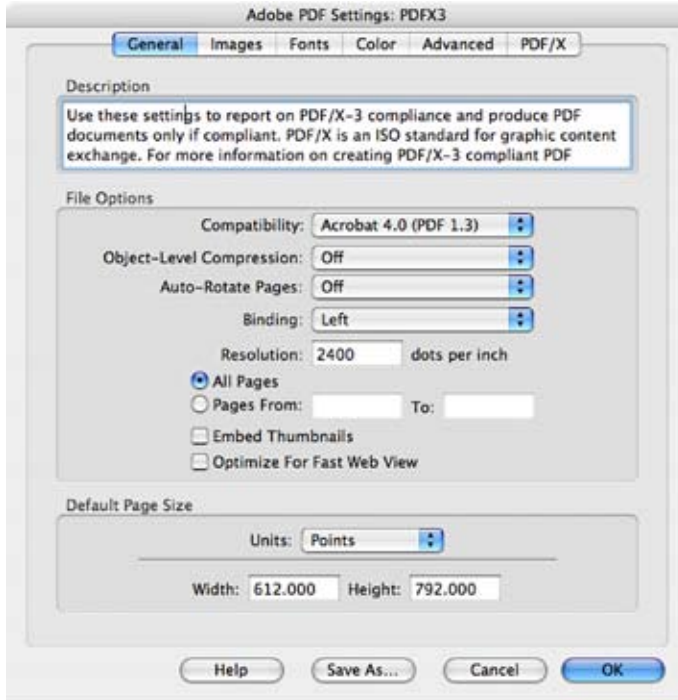 Adobe PDF Settings: PDFX3
General Images Fonts Color Advanced PDF/X
Description
Use these settings to report on PDF/X-3 compliance and produce PDF
documents only if compliant. PDF/X is an ISO standard for graphic content
exchange. For more information on creating PDF/X-3 compliant PDF
File Options
Compatibility: Acrobat 4.0 (PDF 1.3)
Object-Level Compression: Off
Auto-Rotate Pages: Off
Binding: Left
Resolution: 2400 dots per inch
All Pages
Pages From: To:
Embed Thumbnails
Optimize For Fast Web View
Default Page Size
Units: Points
Width: 612.000 Height: 792.000
Help Save As... Cancel OK